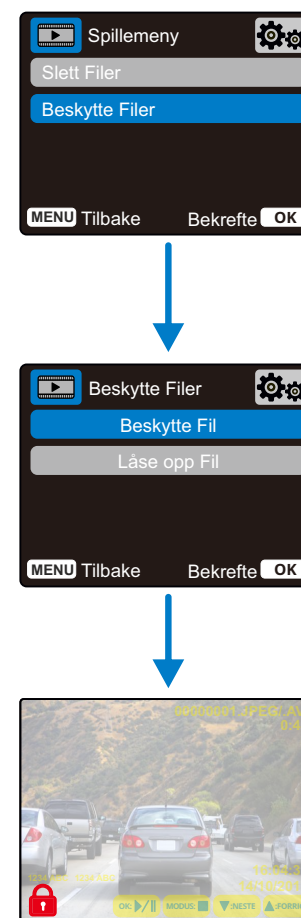 Spillemeny
Slett Filer
Beskytte Filer
MENU Tilbake Bekrefte OK
Beskytte Filer
Beskytte Fil
Låse opp Fil
MENU Tilbake Bekrefte OK
OK: MODUS: :NESTE